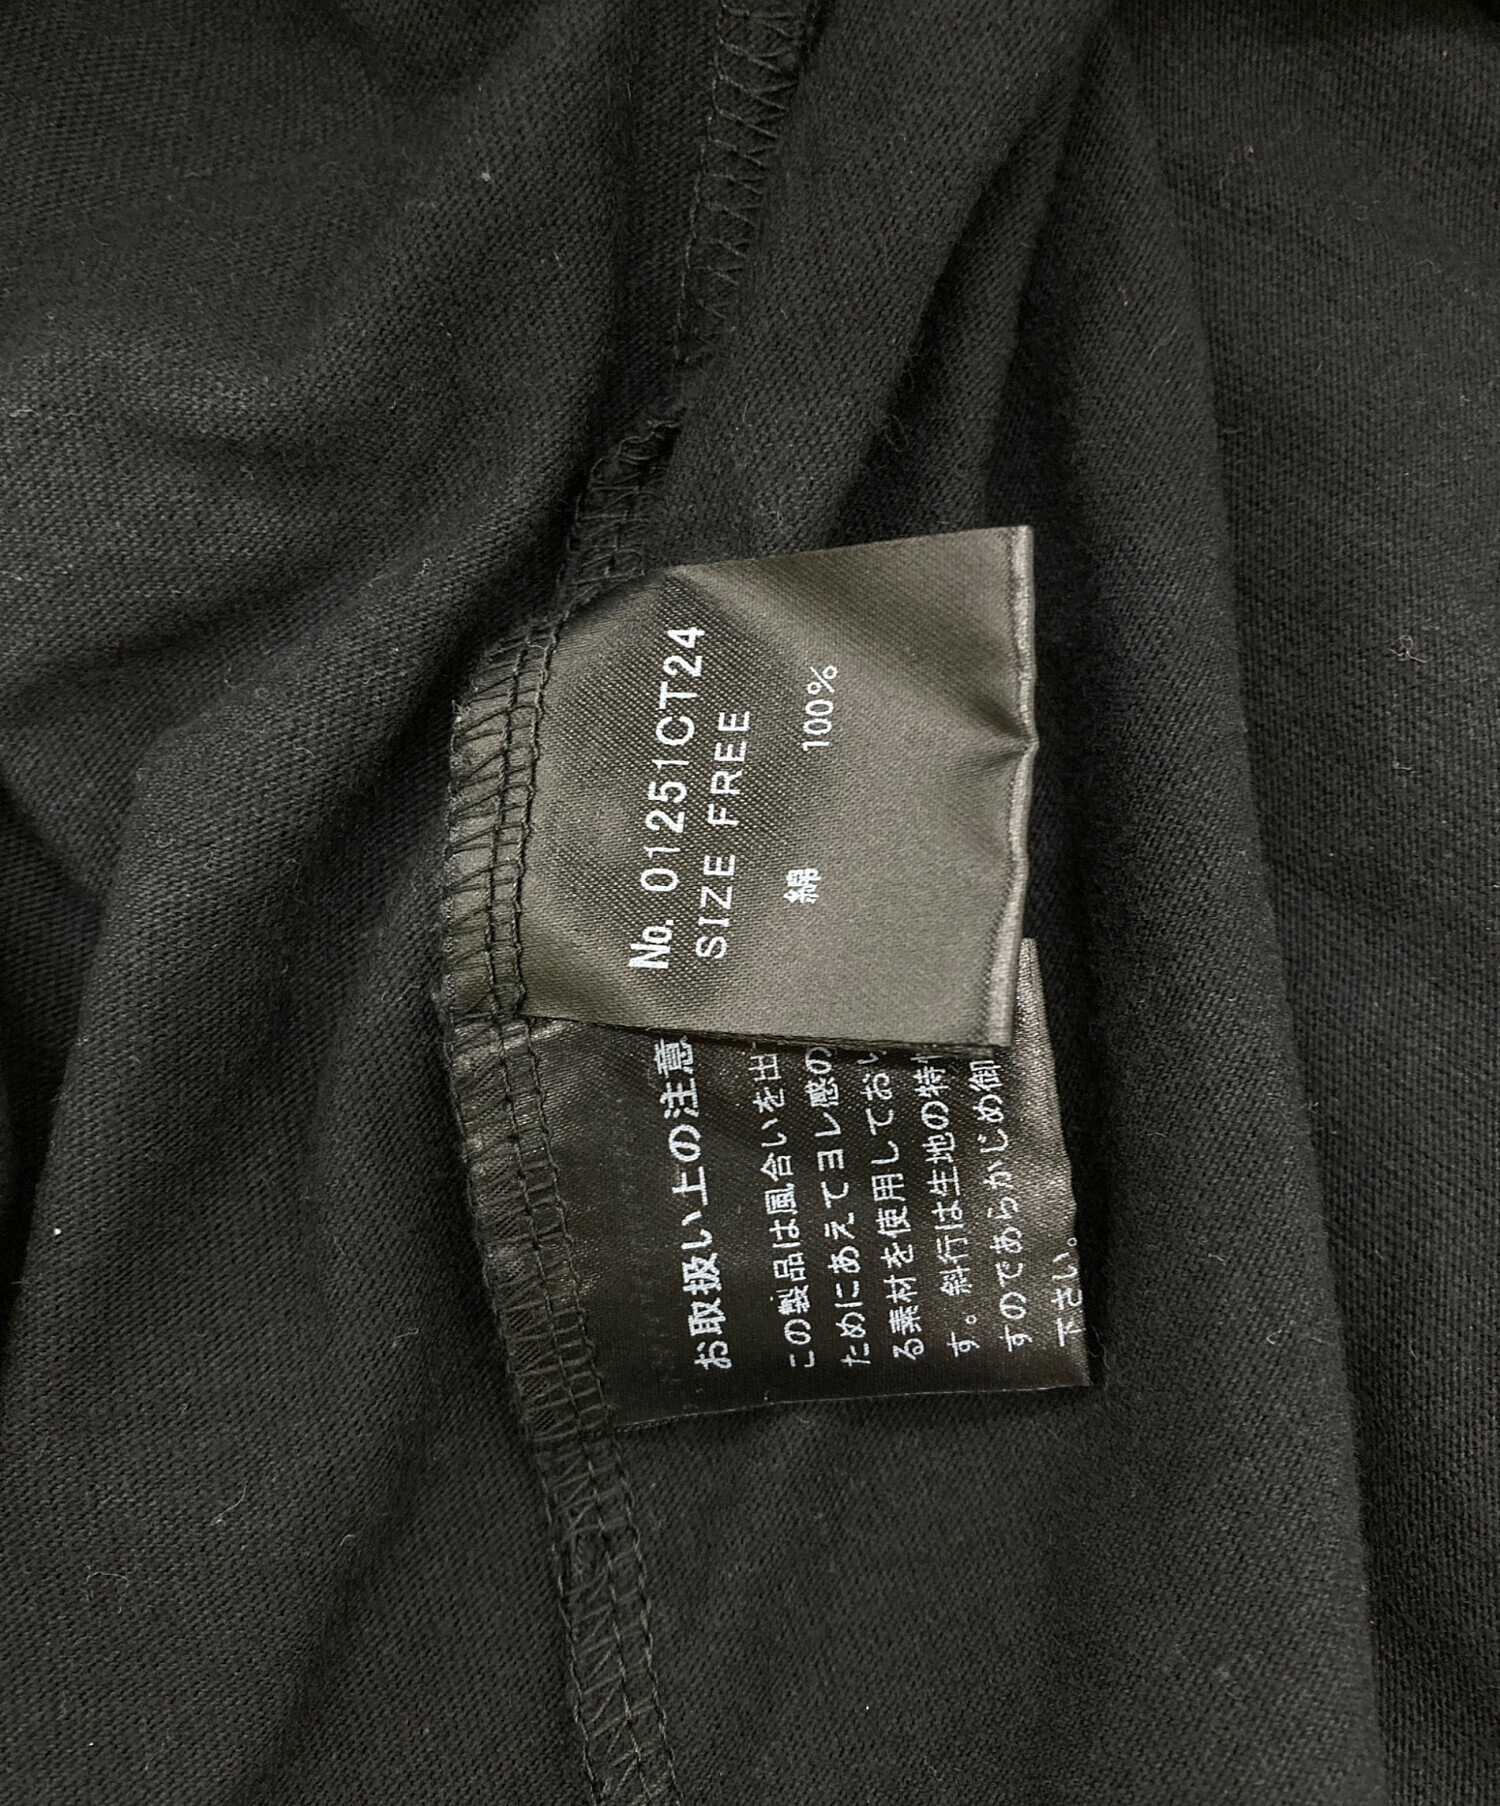 No. 01251CT24
SIZE FREE
綿 100%
お取扱い上の注意
この製品は風合いを出
ためにあえてヨレ感の
る素材を使用しておい
す。斜行は生地の特性
すのであらかじめ御
下さい。